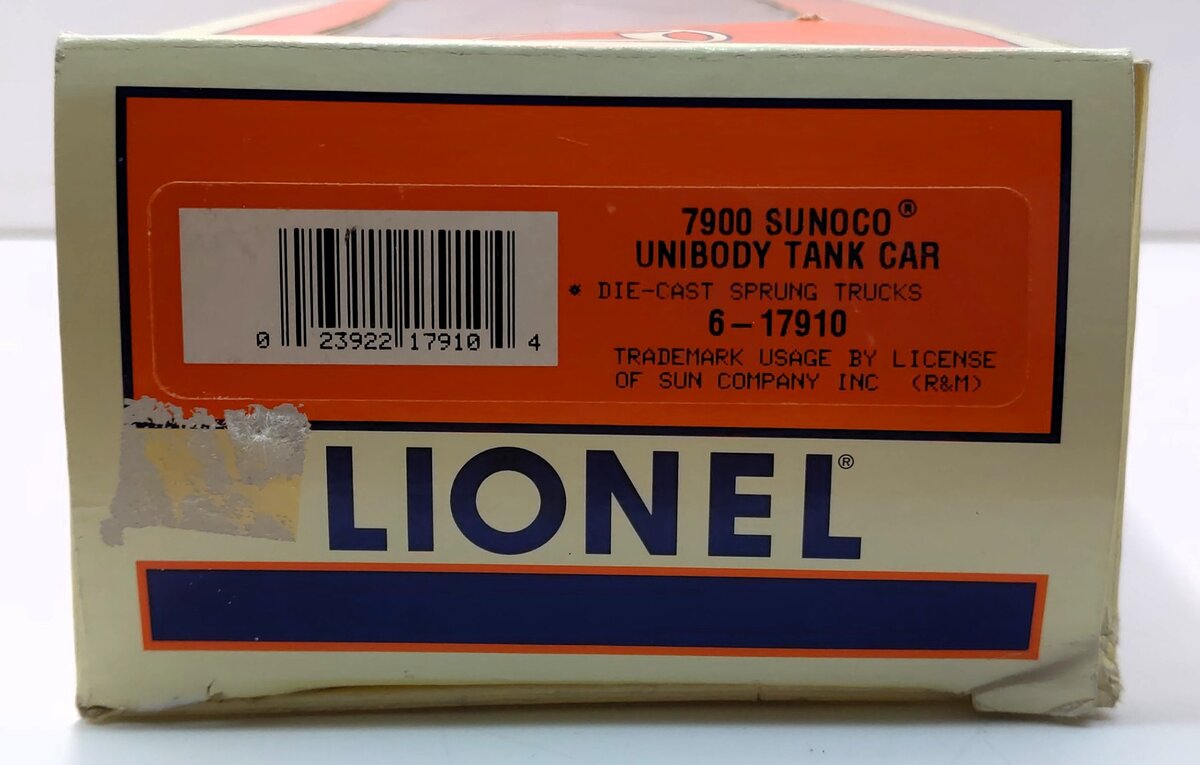 7900 SUNOCO®
UNIBODY TANK CAR
* DIE-CAST SPRUNG TRUCKS
6-17910
TRADEMARK USAGE BY LICENSE
OF SUN COMPANY INC (R&M)
0 23922 17910 4
LIONEL®